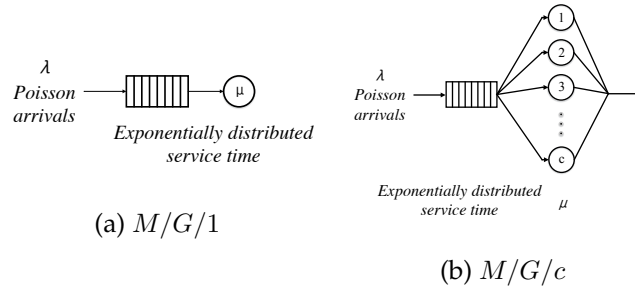 λ
Poisson
arrivals
μ
Exponentially distributed
service time
(a) M/G/1
λ
Poisson
arrivals
1
2
3
c
Exponentially distributed
service time
μ
(b) M/G/c